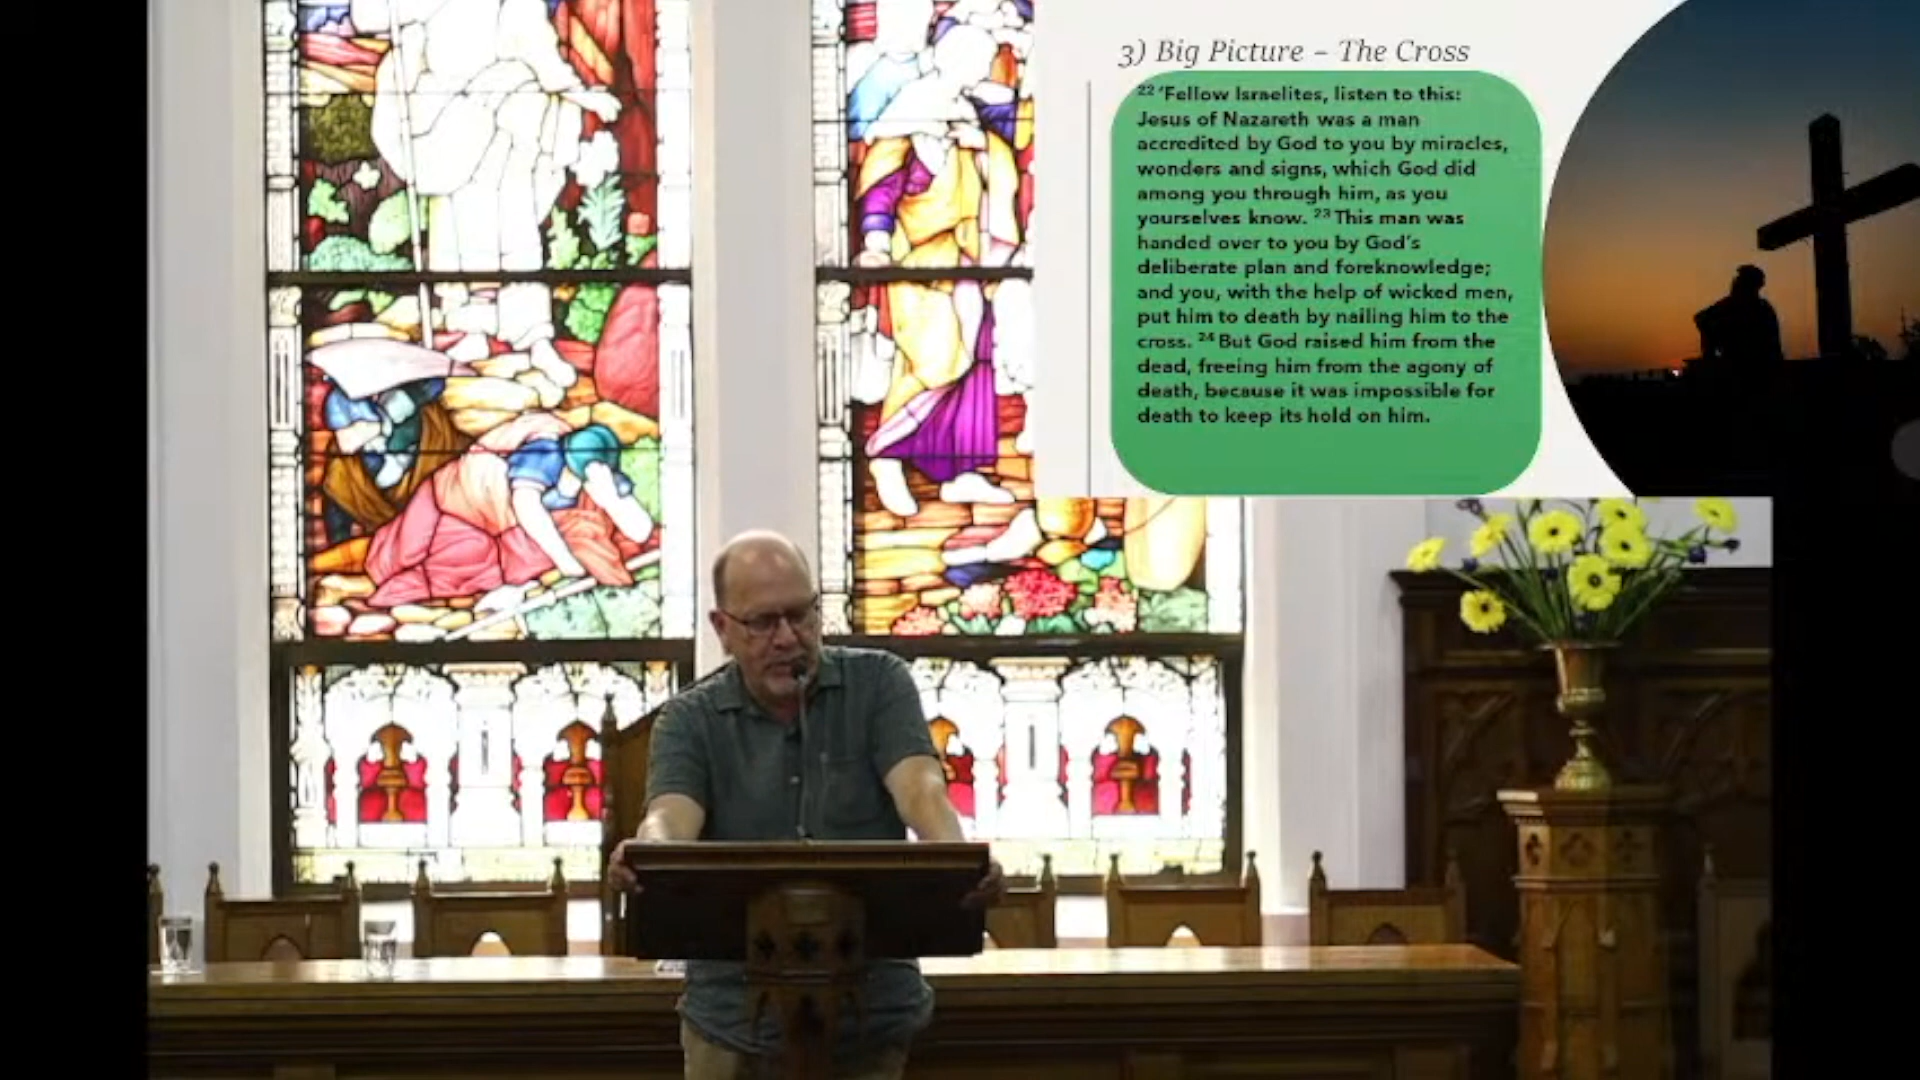 3) Big Picture – The Cross
22 ‘Fellow Israelites, listen to this:
Jesus of Nazareth was a man
accredited by God to you by miracles,
wonders and signs, which God did
among you through him, as you
yourselves know. 23 This man was
handed over to you by God’s
deliberate plan and foreknowledge;
and you, with the help of wicked men,
put him to death by nailing him to the
cross. 24 But God raised him from the
dead, freeing him from the agony of
death, because it was impossible for
death to keep its hold on him.